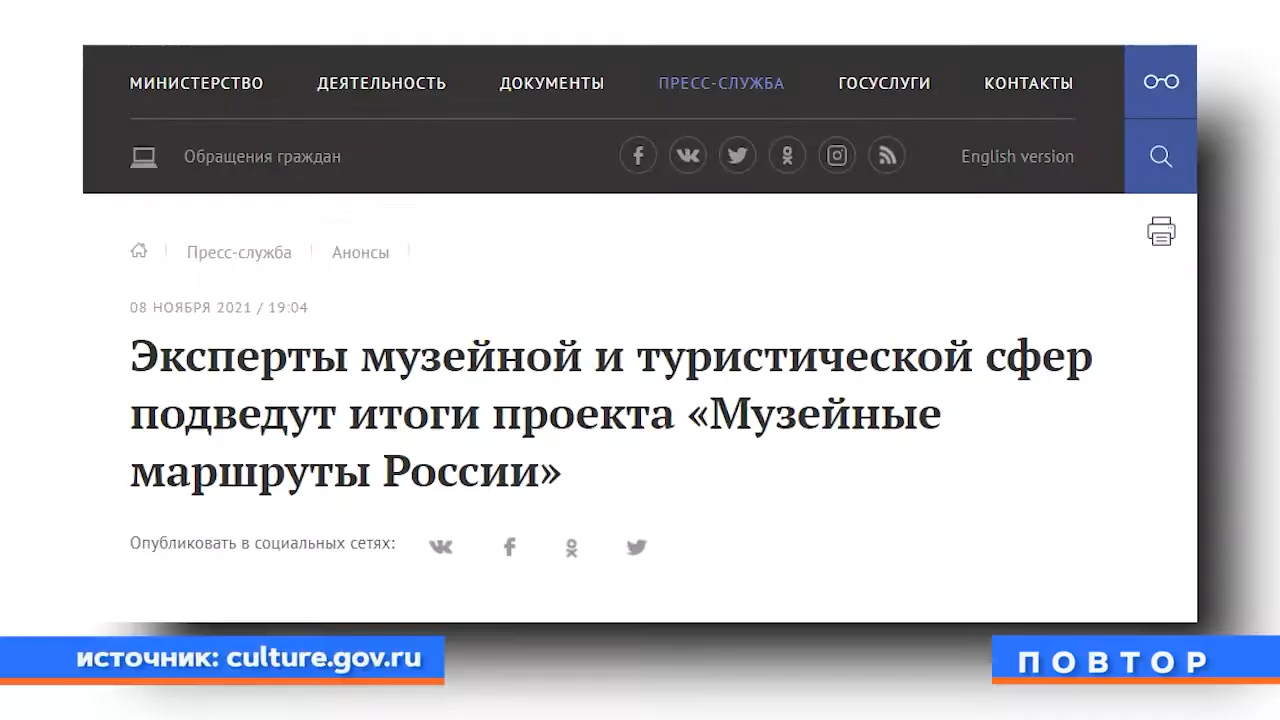 МИНИСТЕРСТВО ДЕЯТЕЛЬНОСТЬ ДОКУМЕНТЫ ПРЕСС-СЛУЖБА ГОСУСЛУГИ КОНТАКТЫ
Обращения граждан English version
Пресс-служба Анонсы
08 НОЯБРЯ 2021 / 19:04
Эксперты музейной и туристической сфер
подведут итоги проекта «Музейные
маршруты России»
Опубликовать в социальных сетях:
источник: culture.gov.ru
ПОВТОР